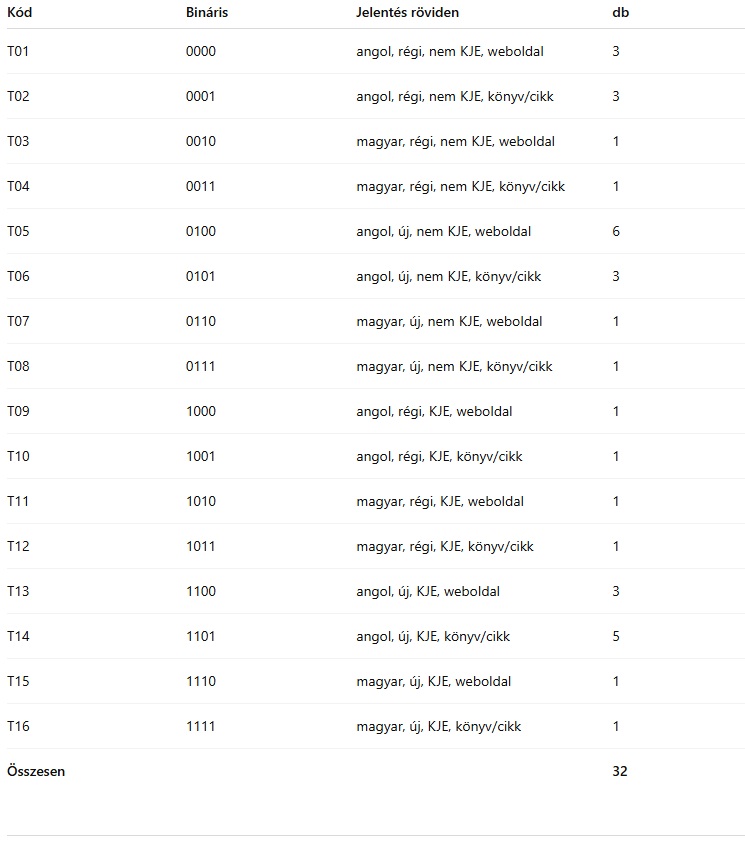 Kód Bináris Jelentés röviden db
T01 0000 angol, régi, nem KJE, weboldal 3
T02 0001 angol, régi, nem KJE, könyv/cikk 3
T03 0010 magyar, régi, nem KJE, weboldal 1
T04 0011 magyar, régi, nem KJE, könyv/cikk 1
T05 0100 angol, új, nem KJE, weboldal 6
T06 0101 angol, új, nem KJE, könyv/cikk 3
T07 0110 magyar, új, nem KJE, weboldal 1
T08 0111 magyar, új, nem KJE, könyv/cikk 1
T09 1000 angol, régi, KJE, weboldal 1
T10 1001 angol, régi, KJE, könyv/cikk 1
T11 1010 magyar, régi, KJE, weboldal 1
T12 1011 magyar, régi, KJE, könyv/cikk 1
T13 1100 angol, új, KJE, weboldal 3
T14 1101 angol, új, KJE, könyv/cikk 5
T15 1110 magyar, új, KJE, weboldal 1
T16 1111 magyar, új, KJE, könyv/cikk 1
Összesen 32